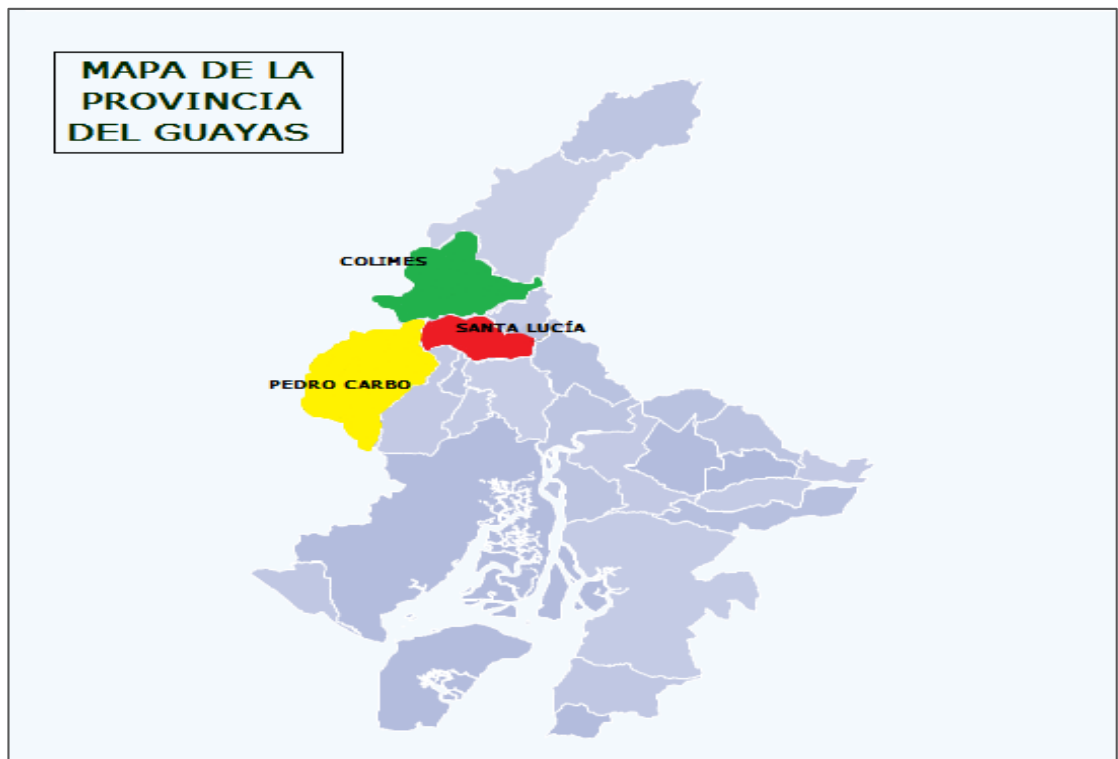 MAPA DE LA
PROVINCIA
DEL GUAYAS
COLIMES
SANTA LUCÍA
PEDRO CARBO